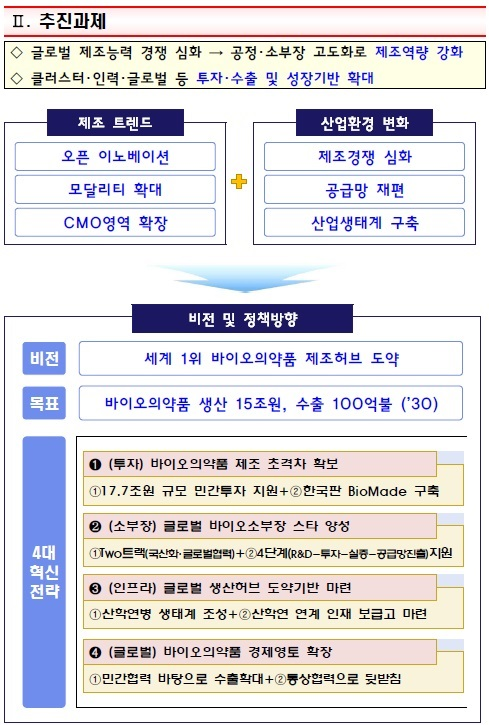 Ⅱ. 추진과제
◇ 글로벌 제조능력 경쟁 심화 → 공정·소부장 고도화로 제조역량 강화
◇ 클러스터·인력·글로벌 등 투자·수출 및 성장기반 확대
제조 트렌드
오픈 이노베이션
모달리티 확대
CMO영역 확장
산업환경 변화
제조경쟁 심화
공급망 재편
산업생태계 구축
비전 및 정책방향
비전
세계 1위 바이오의약품 제조허브 도약
목표
바이오의약품 생산 15조원, 수출 100억불 ('30)
4대
혁신
전략
❶ (투자) 바이오의약품 제조 초격차 확보
①17.7조원 규모 민간투자 지원+②한국판 BioMade 구축
❷ (소부장) 글로벌 바이오소부장 스타 양성
①Two트랙(국산화·글로벌협력)+②4단계(R&D-투자-실증-공급망진출)지원
❸ (인프라) 글로벌 생산허브 도약기반 마련
①산학연병 생태계 조성+②산학연 연계 인재 보급고 마련
❹ (글로벌) 바이오의약품 경제영토 확장
①민간협력 바탕으로 수출확대+②통상협력으로 뒷받침